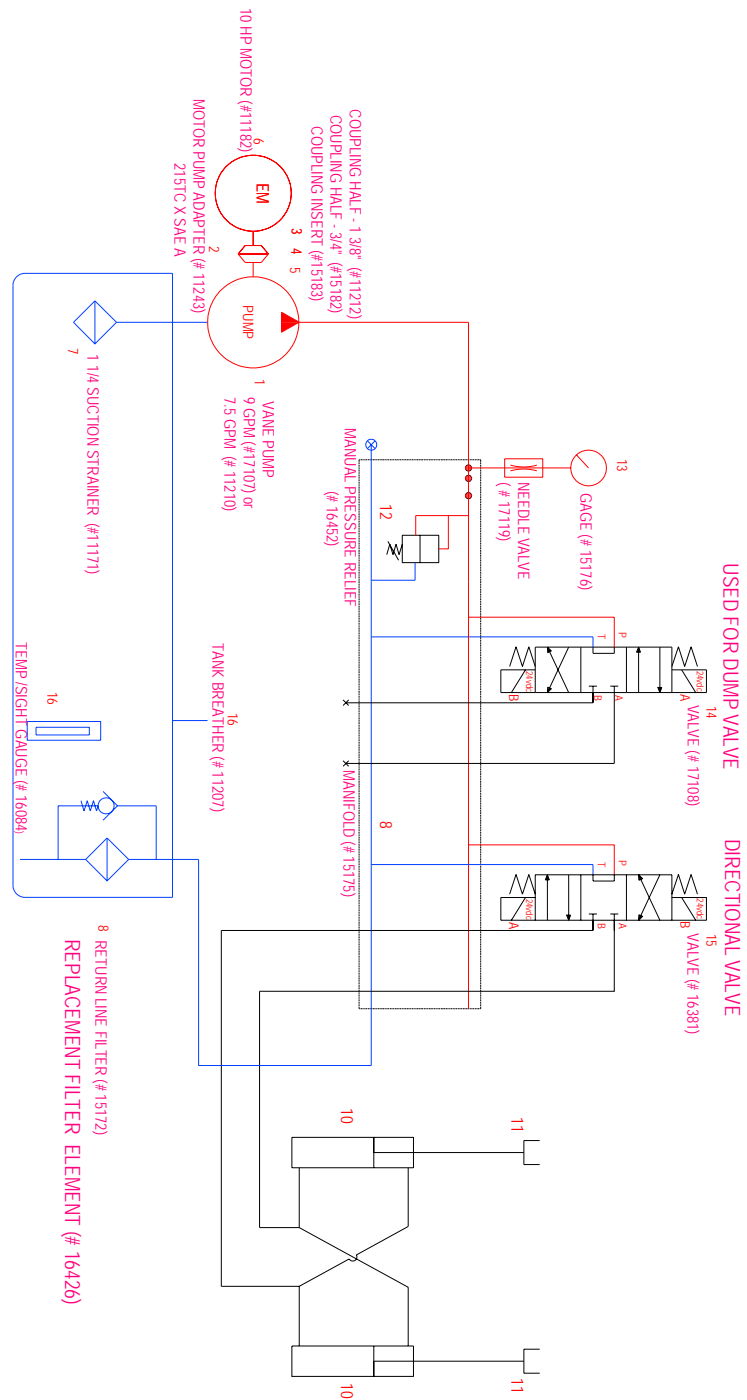 USED FOR DUMP VALVE
DIRECTIONAL VALVE
13
GAGE (# 15176)
NEEDLE VALVE
( # 17119)
14
VALVE (# 17108)
24vdc
A
24vdc
B
P
T
A
B
15
VALVE (# 16381)
24vdc
B
24vdc
A
P
T
A
B
11
11
COUPLING HALF - 1 3/8" (#11212)
COUPLING HALF - 3/4" (#15182)
COUPLING INSERT (#15183)
3 4 5
10 HP MOTOR (#11182)
6
EM
MOTOR PUMP ADAPTER (# 11243)
215TC X SAE A
2
PUMP
1
VANE PUMP
9 GPM (#17107) or
7.5 GPM (# 11210)
12
MANUAL PRESSURE RELIEF
(# 16452)
8
MANIFOLD (# 15175)
10
10
7
1 1/4 SUCTION STRAINER (#11171)
16
TANK BREATHER (# 11207)
16
TEMP /SIGHT GAUGE (# 16084)
8 RETURN LINE FILTER (# 15172)
REPLACEMENT FILTER ELEMENT (# 16426)